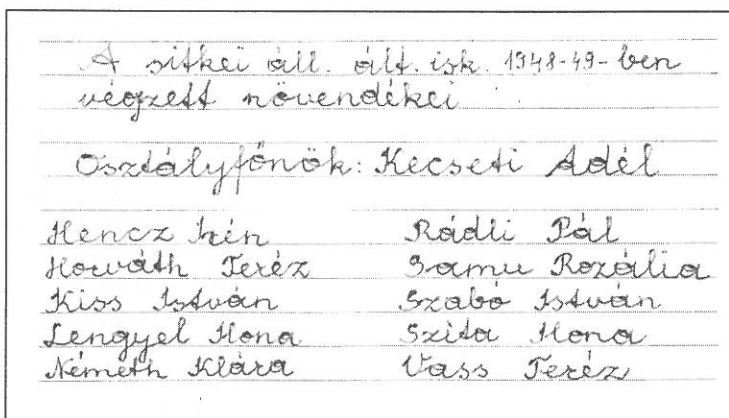 A sitkei áll. ált. isk. 1948-49-ben
végzett növendékei
Osztályfőnök: Kecseti Adél
Hencz Irén Rádli Pál
Horváth Teréz Samu Rozália
Kiss István Szabó István
Lengyel Ilona Szita Ilona
Németh Klára Vass Teréz